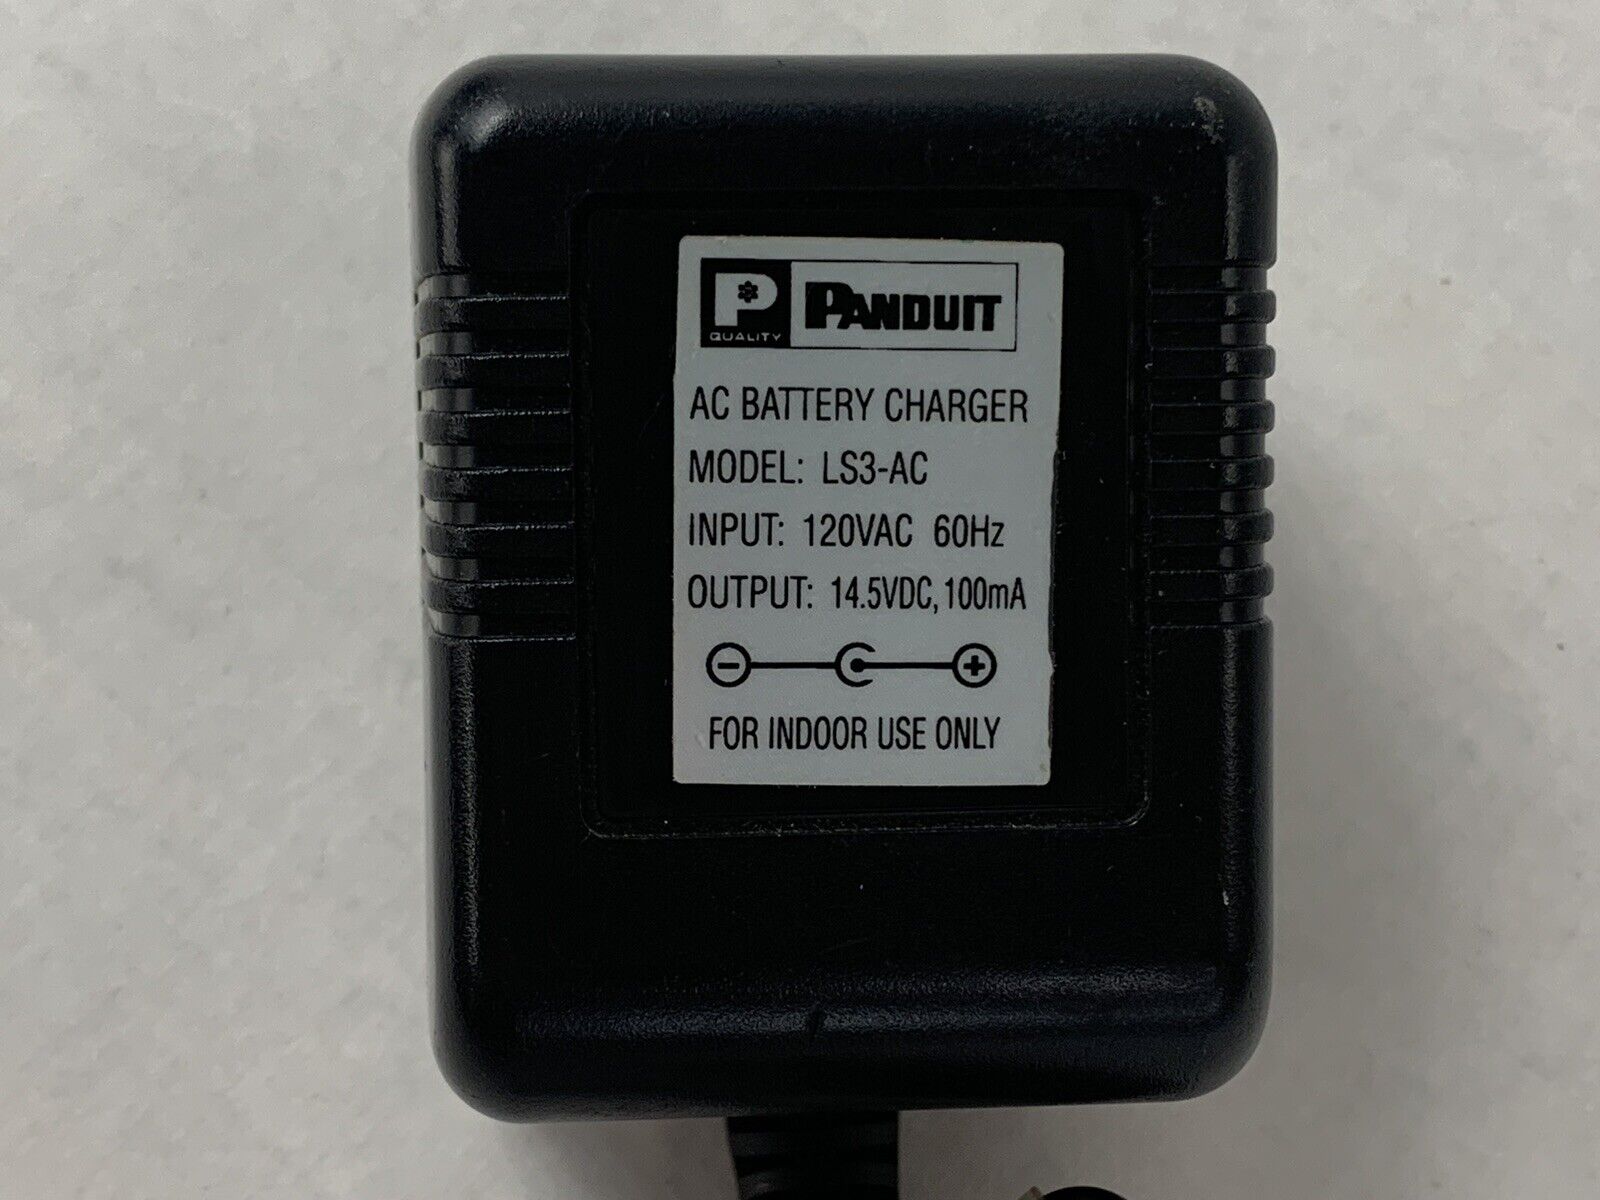 P QUALITY PANDUIT
AC BATTERY CHARGER
MODEL: LS3-AC
INPUT: 120VAC 60Hz
OUTPUT: 14.5VDC, 100mA
FOR INDOOR USE ONLY